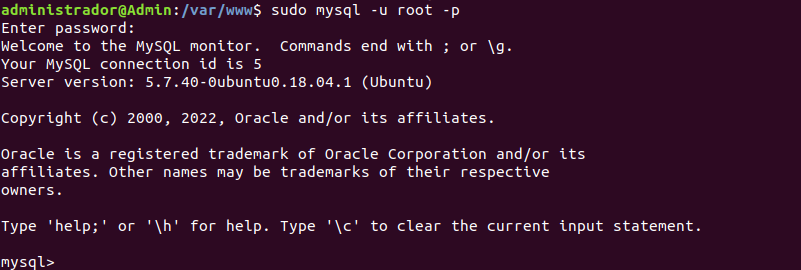 administrador@Admin:/var/www$ sudo mysql -u root -p
Enter password:
Welcome to the MySQL monitor.  Commands end with ; or \g.
Your MySQL connection id is 5
Server version: 5.7.40-0ubuntu0.18.04.1 (Ubuntu)
Copyright (c) 2000, 2022, Oracle and/or its affiliates.
Oracle is a registered trademark of Oracle Corporation and/or its
affiliates. Other names may be trademarks of their respective
owners.
Type 'help;' or '\h' for help. Type '\c' to clear the current input statement.
mysql>